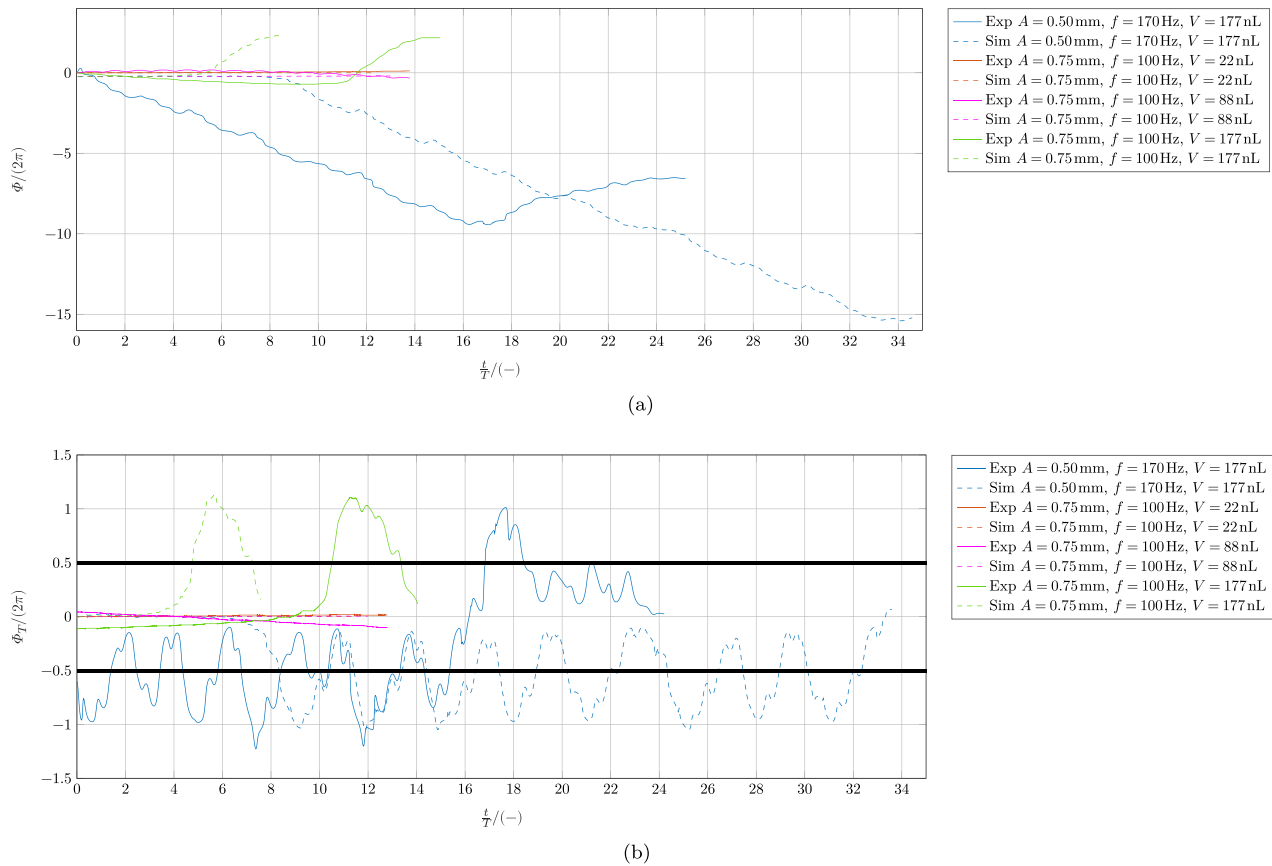 Exp A = 0.50 mm, f = 170 Hz, V = 177 nL
Sim A = 0.50 mm, f = 170 Hz, V = 177 nL
Exp A = 0.75 mm, f = 100 Hz, V = 22 nL
Sim A = 0.75 mm, f = 100 Hz, V = 22 nL
Exp A = 0.75 mm, f = 100 Hz, V = 88 nL
Sim A = 0.75 mm, f = 100 Hz, V = 88 nL
Exp A = 0.75 mm, f = 100 Hz, V = 177 nL
Sim A = 0.75 mm, f = 100 Hz, V = 177 nL
Φ/(2π)
0
−5
−10
−15
0 2 4 6 8 10 12 14 16 18 20 22 24 26 28 30 32 34
t/T/(−)
(a)
Exp A = 0.50 mm, f = 170 Hz, V = 177 nL
Sim A = 0.50 mm, f = 170 Hz, V = 177 nL
Exp A = 0.75 mm, f = 100 Hz, V = 22 nL
Sim A = 0.75 mm, f = 100 Hz, V = 22 nL
Exp A = 0.75 mm, f = 100 Hz, V = 88 nL
Sim A = 0.75 mm, f = 100 Hz, V = 88 nL
Exp A = 0.75 mm, f = 100 Hz, V = 177 nL
Sim A = 0.75 mm, f = 100 Hz, V = 177 nL
Φ_T/(2π)
1.5
1
0.5
0
−0.5
−1
−1.5
0 2 4 6 8 10 12 14 16 18 20 22 24 26 28 30 32 34
t/T/(−)
(b)